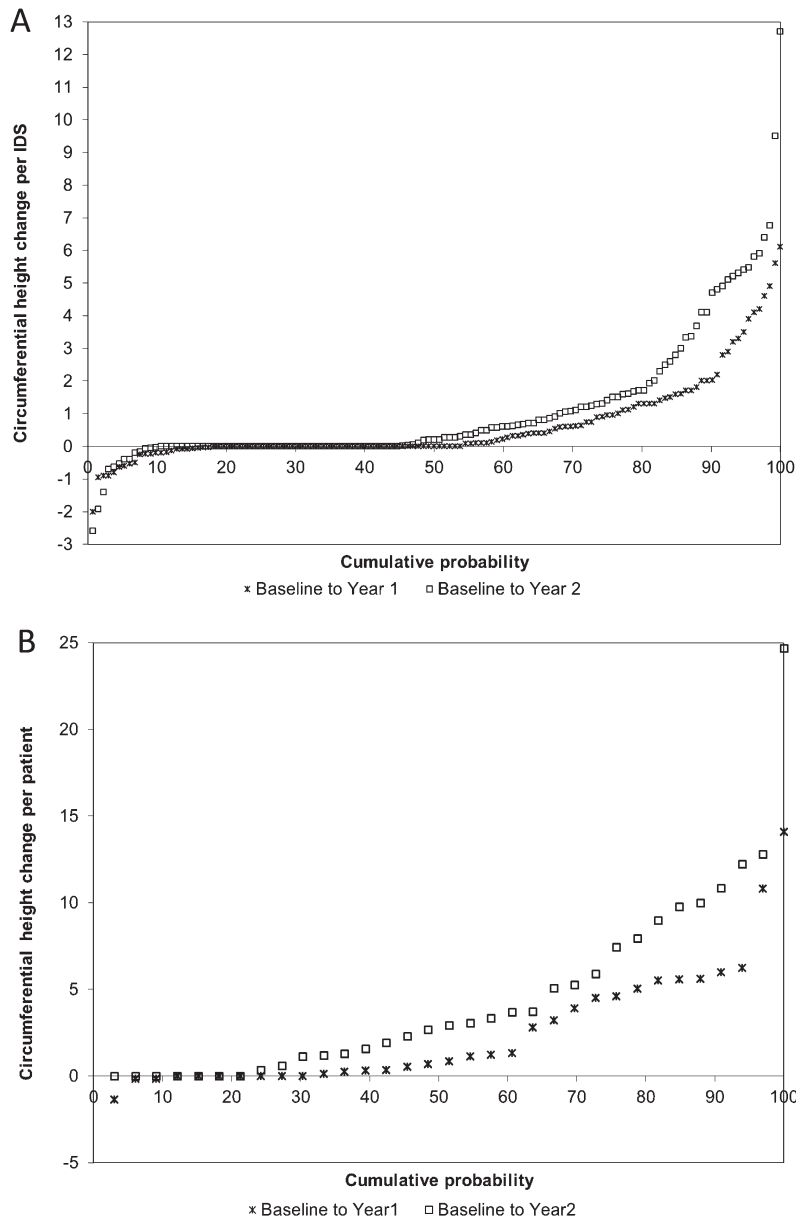 A
Circumferential height change per IDS
13
12
11
10
9
8
7
6
5
4
3
2
1
0
-1
-2
-3
0 10 20 30 40 50 60 70 80 90 100
Cumulative probability
Baseline to Year 1 Baseline to Year 2
B
Circumferential height change per patient
25
20
15
10
5
0
-5
0 10 20 30 40 50 60 70 80 90 100
Cumulative probability
Baseline to Year1 Baseline to Year2